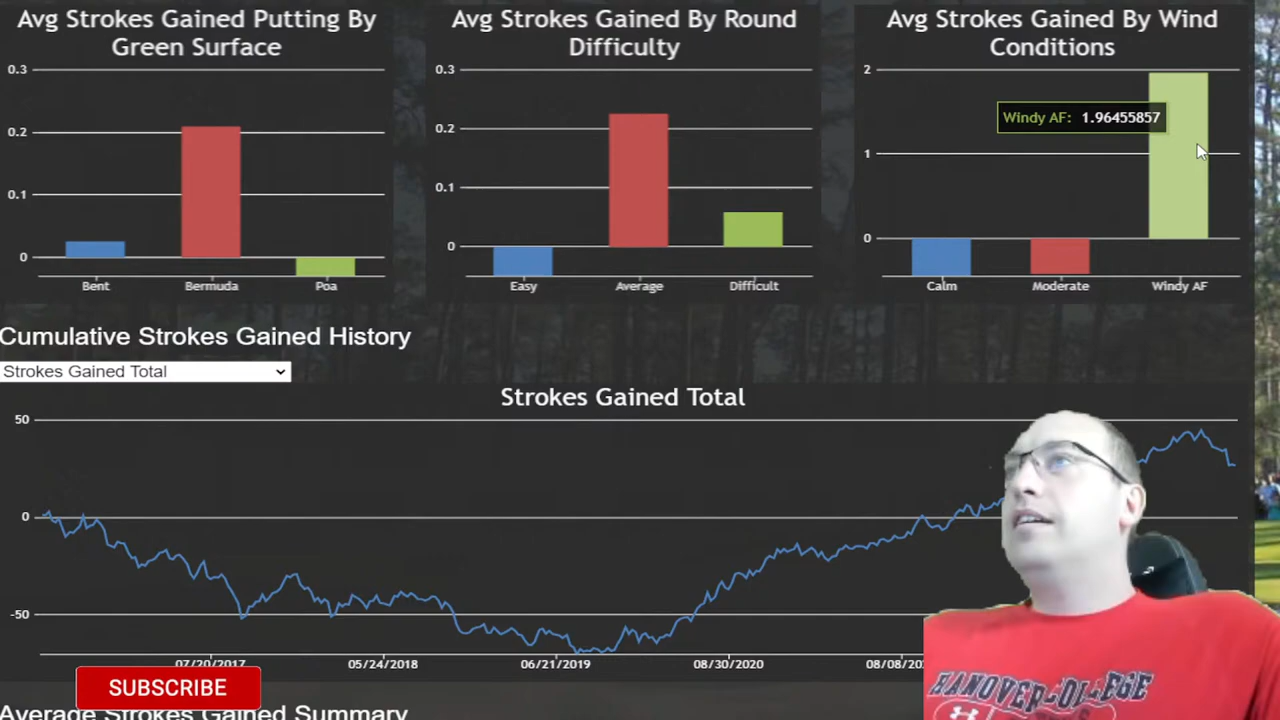 Avg Strokes Gained Putting By
Green Surface
0.3
0.2
0.1
0
Bent
Bermuda
Poa
Avg Strokes Gained By Round
Difficulty
0.3
0.2
0.1
0
Easy
Average
Difficult
Avg Strokes Gained By Wind
Conditions
2
1
0
Windy AF: 1.96455857
Calm
Moderate
Windy AF
Cumulative Strokes Gained History
Strokes Gained Total
Strokes Gained Total
50
0
-50
07/20/2017
05/24/2018
06/21/2019
08/30/2020
08/08/20
SUBSCRIBE
Average Strokes Gained Summary
HANOVER COLLEGE